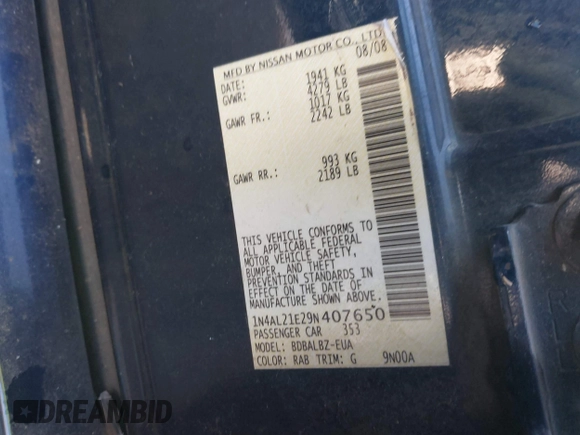 MFD BY NISSAN MOTOR CO., LTD.
DATE: 08/08
GVWR: 1941 KG
4279 LB
GAWR FR.: 1017 KG
2242 LB
GAWR RR.: 993 KG
2189 LB
THIS VEHICLE CONFORMS TO
ALL APPLICABLE FEDERAL
MOTOR VEHICLE SAFETY,
BUMPER, AND THEFT
PREVENTION STANDARDS IN
EFFECT ON THE DATE OF
MANUFACTURE SHOWN ABOVE.
1N4AL21E29N407650
PASSENGER CAR 353
MODEL: BDBALBZ-EUA
COLOR: RAB TRIM: G 9N00A
DREAMBID